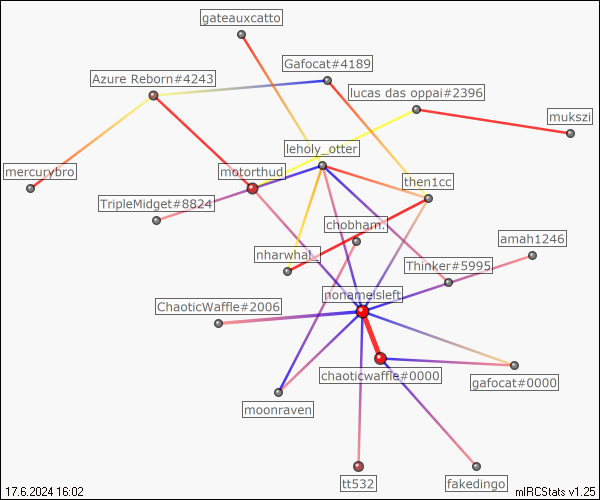 gateauxcatto
Gafocat#4189
Azure Reborn#4243
lucas das oppai#2396
mukszi
leholy_otter
mercurybro
motorthud
then1cc
TripleMidget#8824
chobham.
amah1246
nharwhal_
Thinker#5995
nonameisleft
ChaoticWaffle#2006
chaoticwaffle#0000
gafocat#0000
moonraven
tt532
fakedingo
17.6.2024 16:02
mIRCStats v1.25